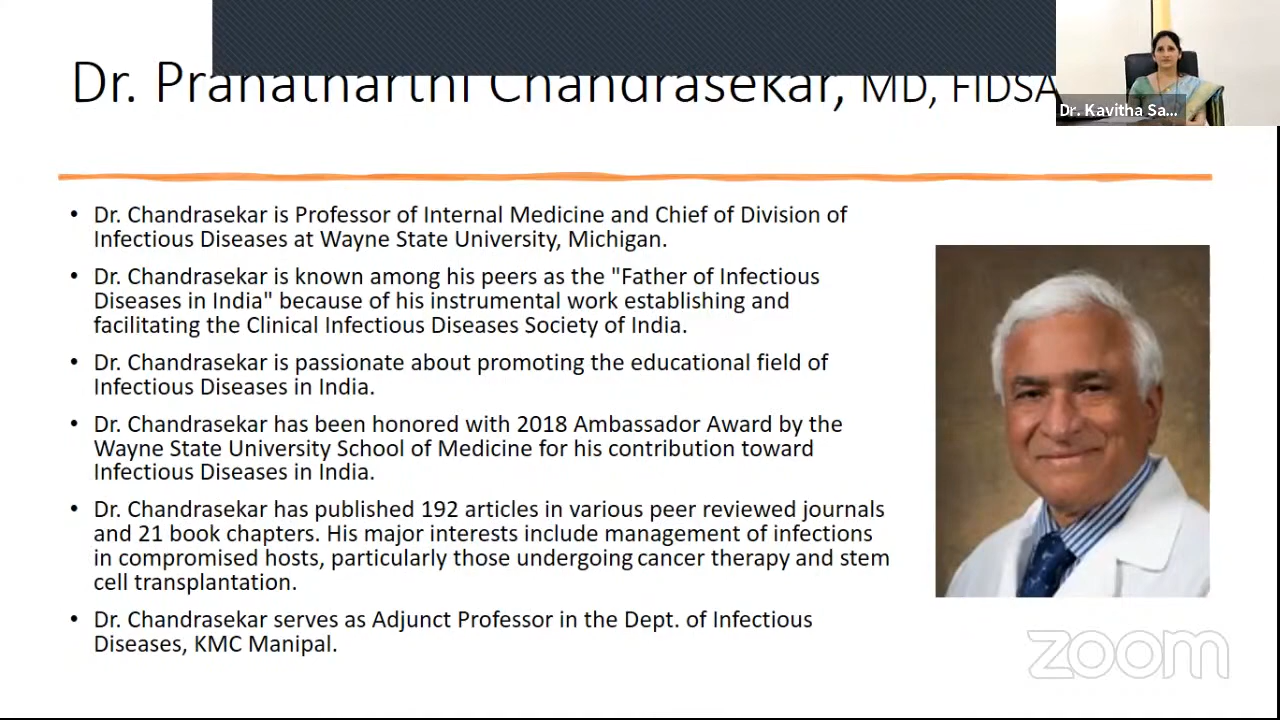 Dr. Pranatharthi Chandrasekar, MD, FIDSA
Dr. Kavitha Sa...
• Dr. Chandrasekar is Professor of Internal Medicine and Chief of Division of
Infectious Diseases at Wayne State University, Michigan.
• Dr. Chandrasekar is known among his peers as the "Father of Infectious
Diseases in India" because of his instrumental work establishing and
facilitating the Clinical Infectious Diseases Society of India.
• Dr. Chandrasekar is passionate about promoting the educational field of
Infectious Diseases in India.
• Dr. Chandrasekar has been honored with 2018 Ambassador Award by the
Wayne State University School of Medicine for his contribution toward
Infectious Diseases in India.
• Dr. Chandrasekar has published 192 articles in various peer reviewed journals
and 21 book chapters. His major interests include management of infections
in compromised hosts, particularly those undergoing cancer therapy and stem
cell transplantation.
• Dr. Chandrasekar serves as Adjunct Professor in the Dept. of Infectious
Diseases, KMC Manipal.
zoom